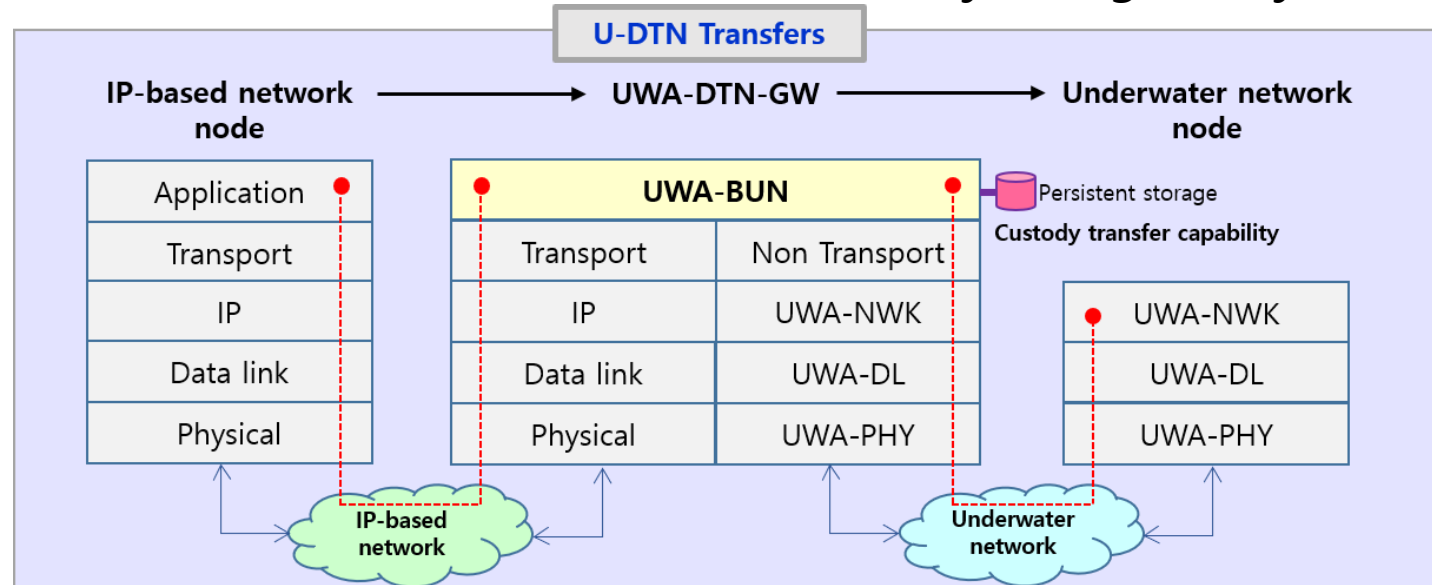 U-DTN Transfers
IP-based network
node
UWA-DTN-GW
Underwater network
node
Application
Transport
IP
Data link
Physical
UWA-BUN
Transport
Non Transport
IP
UWA-NWK
Data link
UWA-DL
Physical
UWA-PHY
Persistent storage
Custody transfer capability
UWA-NWK
UWA-DL
UWA-PHY
IP-based
network
Underwater
network